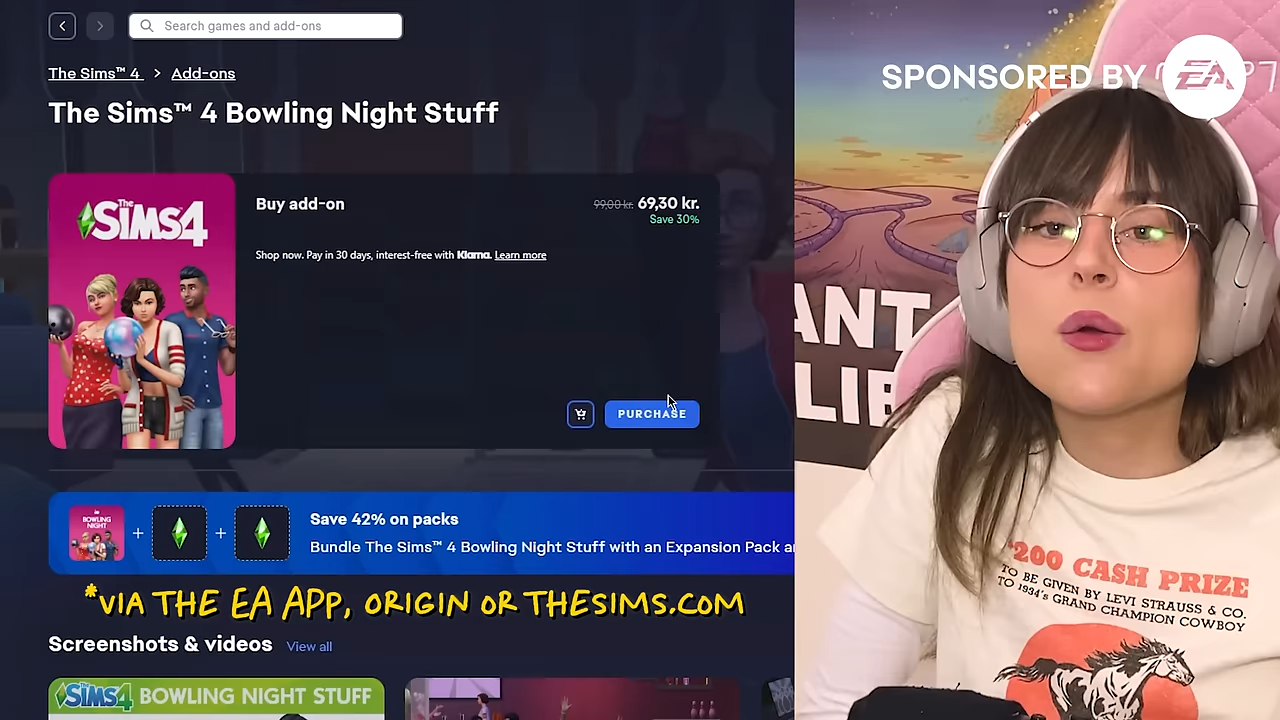 Search games and add-ons
The Sims™ 4 > Add-ons
The Sims™ 4 Bowling Night Stuff
The SIMS 4
Buy add-on
99,00 kr. 69,30 kr.
Save 30%
Shop now. Pay in 30 days, interest-free with Klarna. Learn more
PURCHASE
BOWLING
NIGHT
+ +
Save 42% on packs
Bundle The Sims™ 4 Bowling Night Stuff with an Expansion Pack
*VIA THE EA APP, ORIGIN OR THESIMS.COM
Screenshots & videos View all
The SIMS 4 BOWLING NIGHT STUFF
SPONSORED BY EA
ANT
LIE
$200 CASH PRIZE
TO BE GIVEN BY LEVI STRAUSS & CO.
TO 1934's GRAND CHAMPION COWBOY